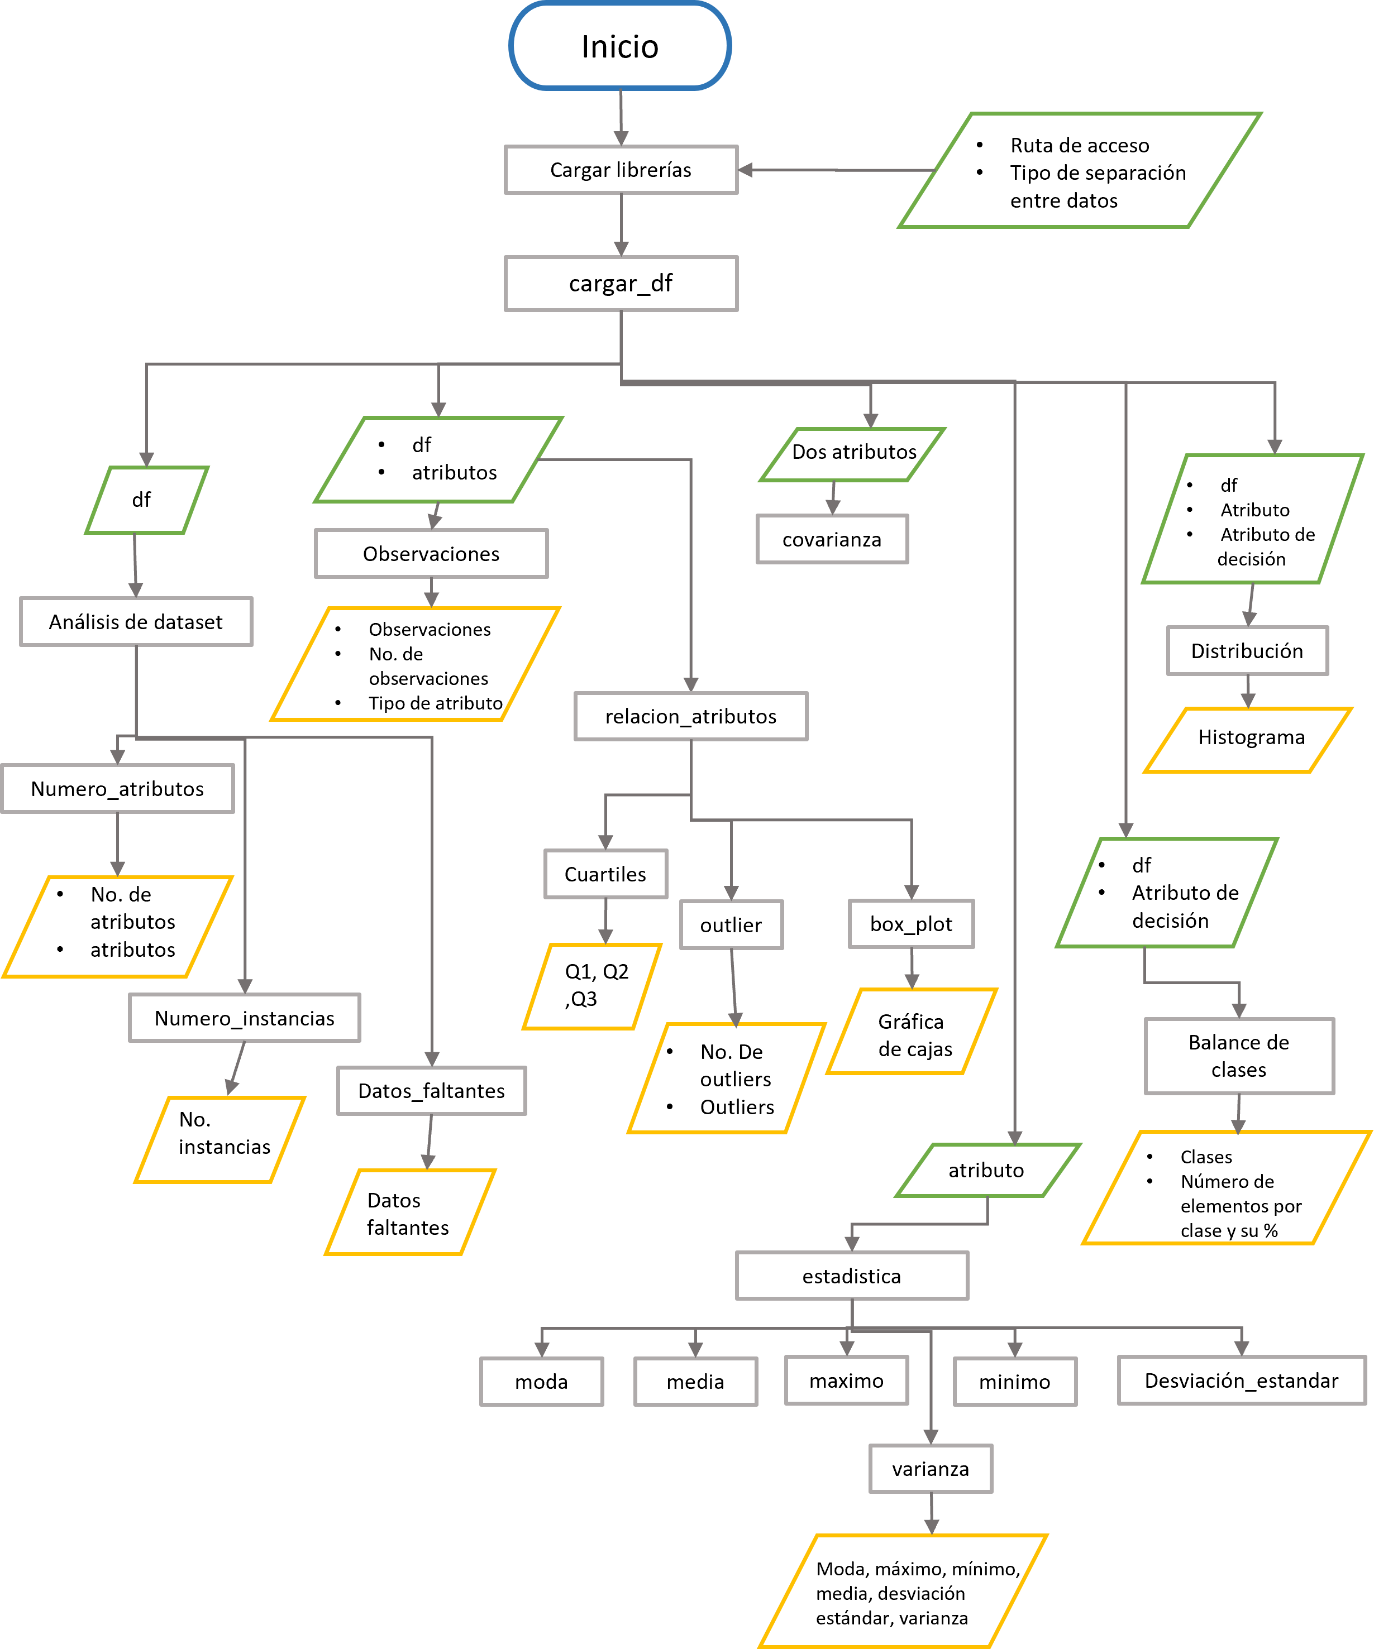 Inicio
• Ruta de acceso
• Tipo de separación
entre datos
Cargar librerías
cargar_df
• df
• atributos
Dos atributos
df
• df
• Atributo
• Atributo de
decisión
Observaciones
covarianza
Análisis de dataset
• Observaciones
• No. de
observaciones
• Tipo de atributo
Distribución
relacion_atributos
Histograma
Numero_atributos
• No. de
atributos
• atributos
Cuartiles
outlier
box_plot
• df
• Atributo de
decisión
Q1, Q2
,Q3
Numero_instancias
Gráfica
de cajas
• No. De
outliers
• Outliers
Balance de
clases
Datos_faltantes
No.
instancias
Datos
faltantes
atributo
• Clases
• Número de
elementos por
clase y su %
estadistica
moda
media
maximo
minimo
Desviación_estandar
varianza
Moda, máximo, mínimo,
media, desviación
estándar, varianza